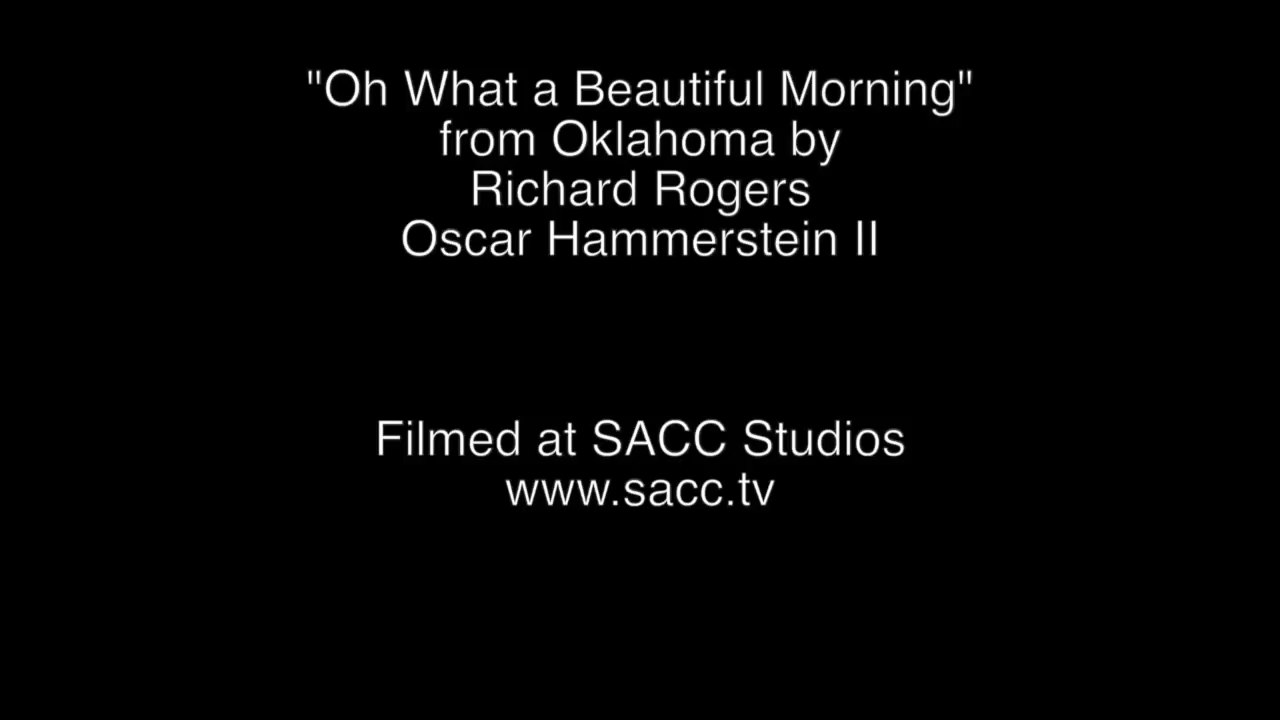 "Oh What a Beautiful Morning"
from Oklahoma by
Richard Rogers
Oscar Hammerstein II
Filmed at SACC Studios
www.sacc.tv